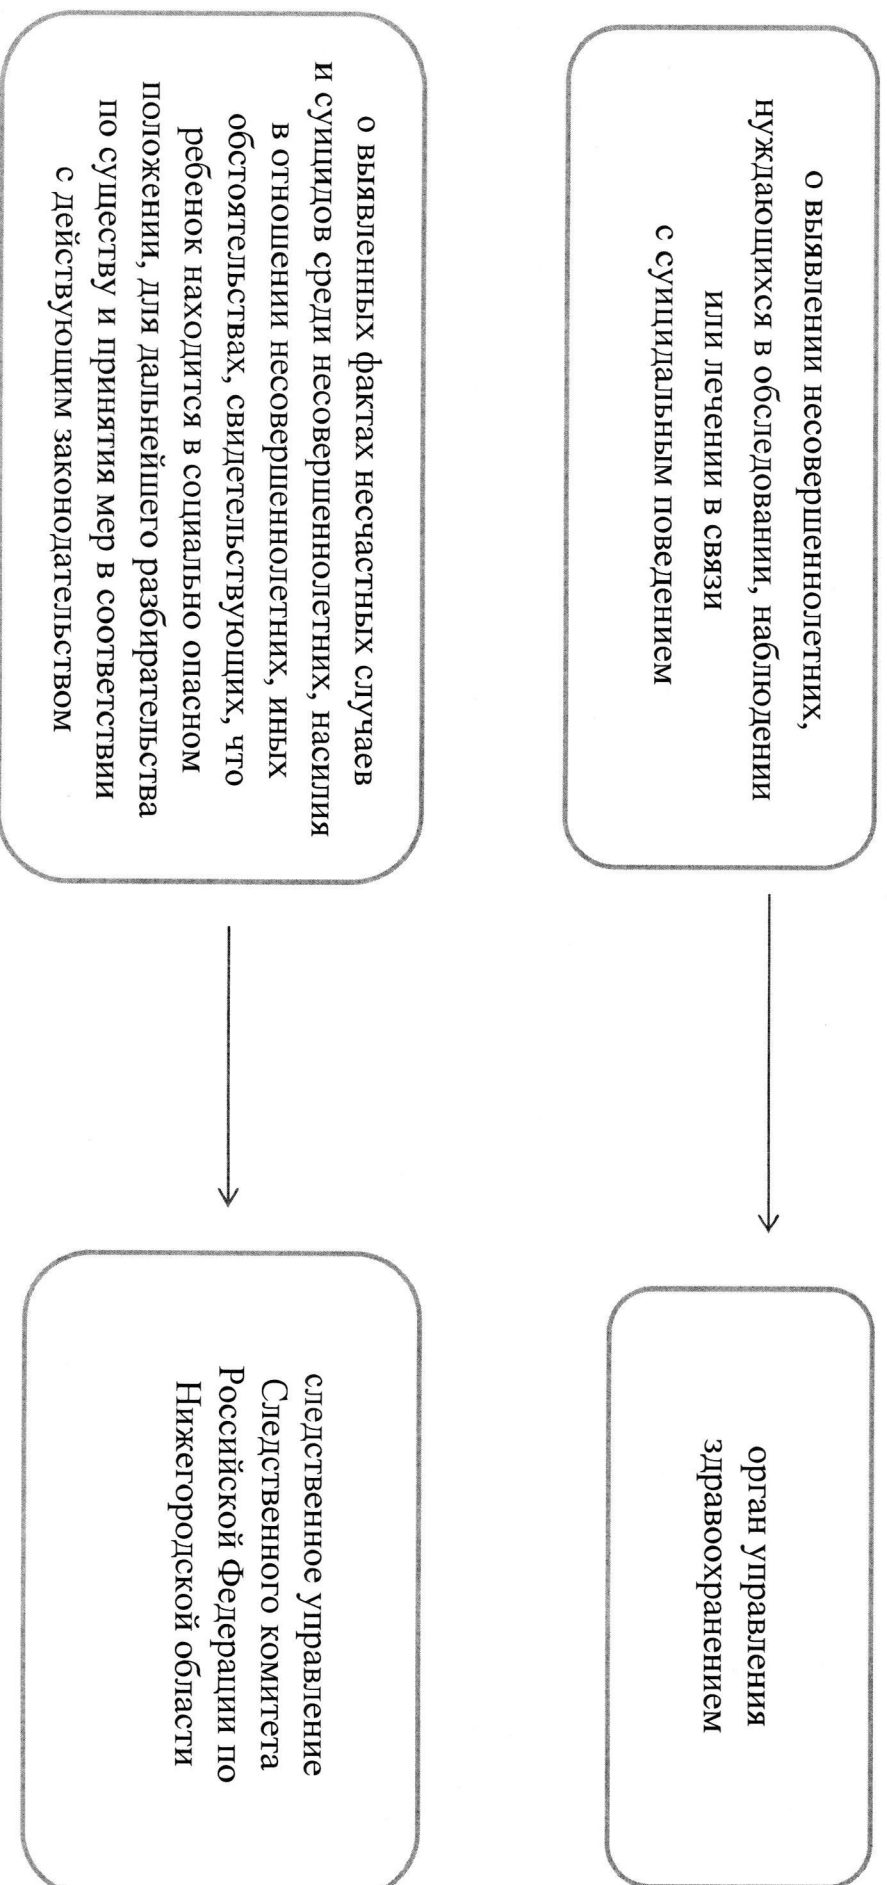 о выявлении несовершеннолетних,
нуждающихся в обследовании, наблюдении
или лечении в связи
с суицидальным поведением
орган управления
здравоохранением
о выявленных фактах несчастных случаев
и суицидов среди несовершеннолетних, насилия
в отношении несовершеннолетних, иных
обстоятельствах, свидетельствующих, что
ребенок находится в социально опасном
положении, для дальнейшего разбирательства
по существу и принятия мер в соответствии
с действующим законодательством
следственное управление
Следственного комитета
Российской Федерации по
Нижегородской области